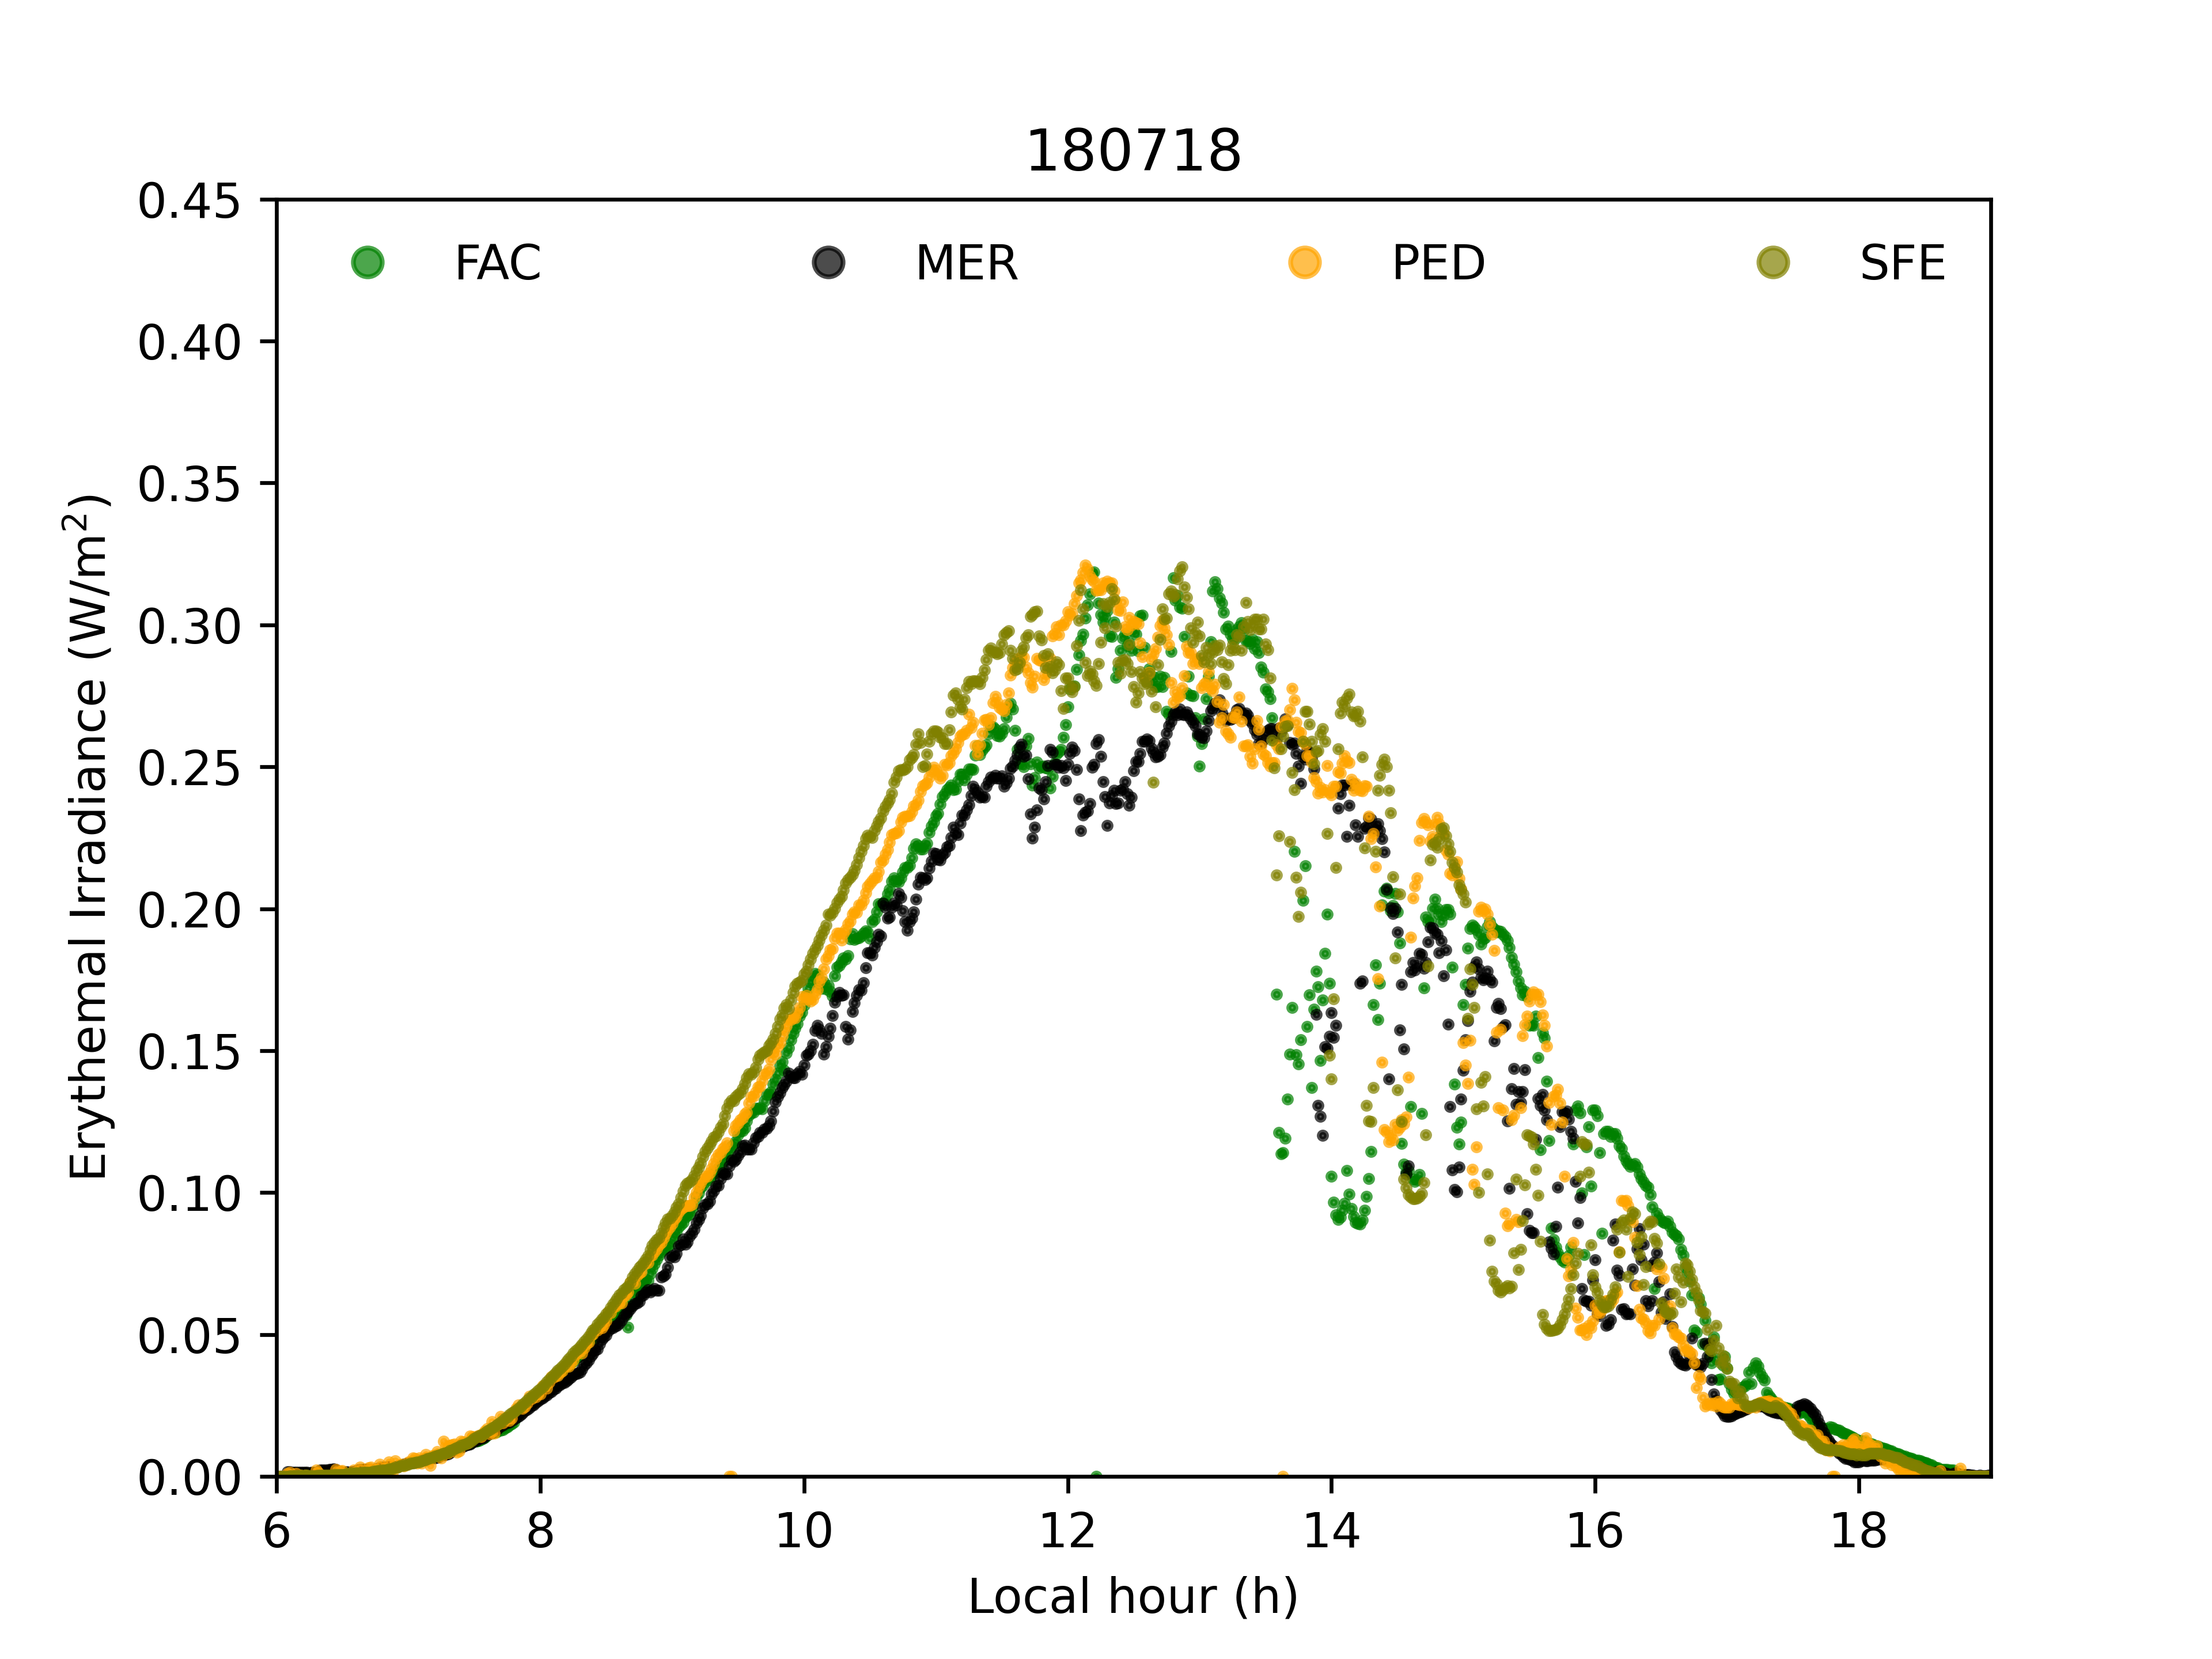 180718
FAC MER PED SFE
0.45
0.40
0.35
0.30
0.25
0.20
0.15
0.10
0.05
0.00
Erythemal Irradiance (W/m²)
6 8 10 12 14 16 18
Local hour (h)